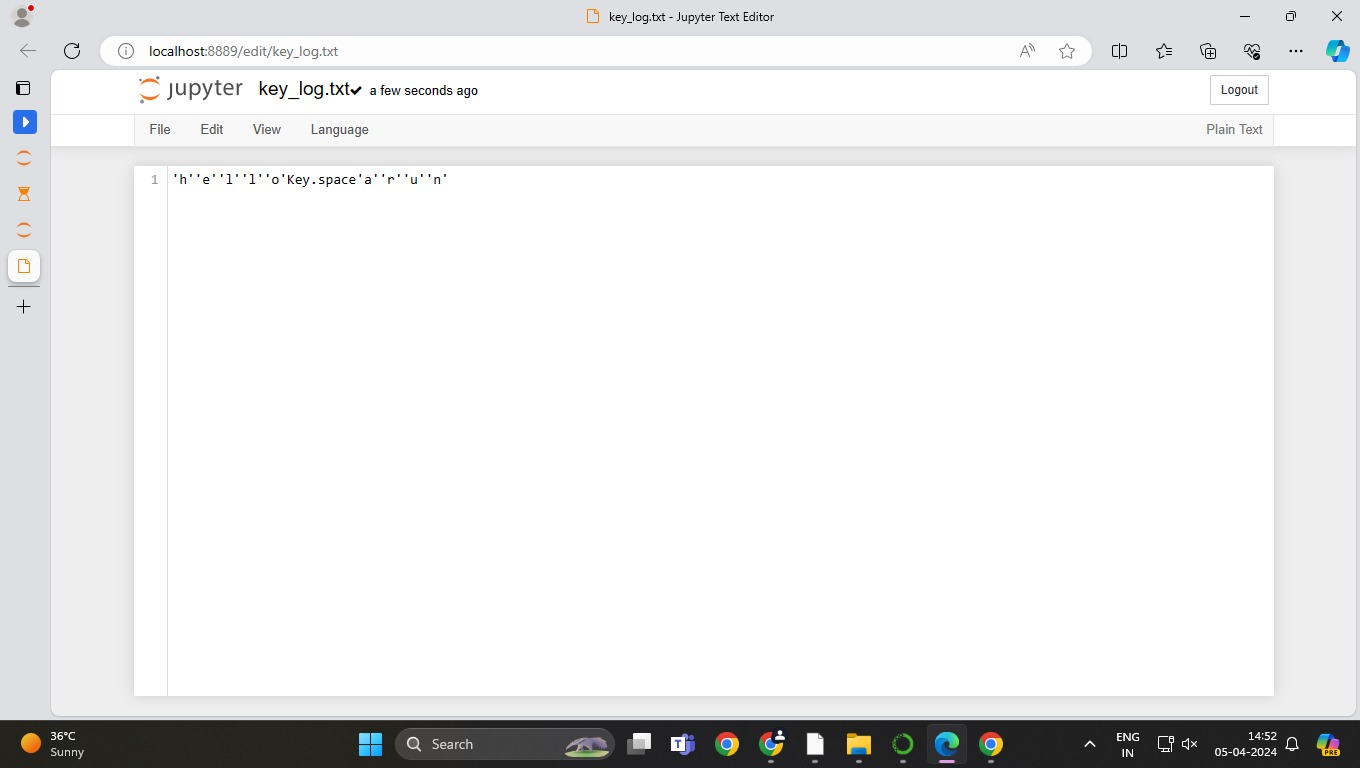 key_log.txt - Jupyter Text Editor
localhost:8889/edit/key_log.txt
jupyter key_log.txt✔ a few seconds ago
Logout
File Edit View Language
Plain Text
1 'h''e''l''l''o'Key.space'a''r''u''n'
36°C
Sunny
Search
ENG
IN
14:52
05-04-2024
PRE